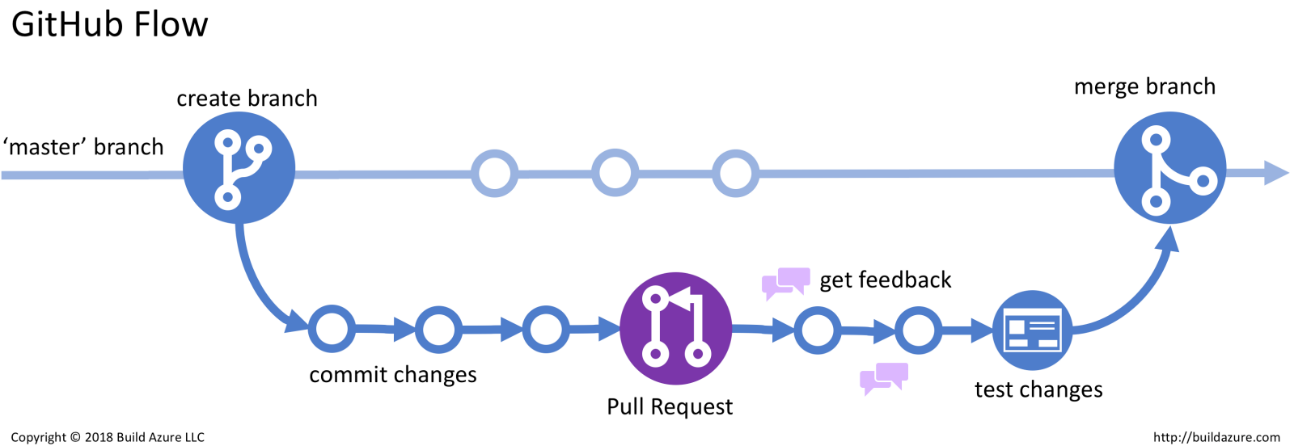 GitHub Flow
create branch
merge branch
‘master’ branch
get feedback
commit changes
test changes
Pull Request
Copyright © 2018 Build Azure LLC
http://buildazure.com